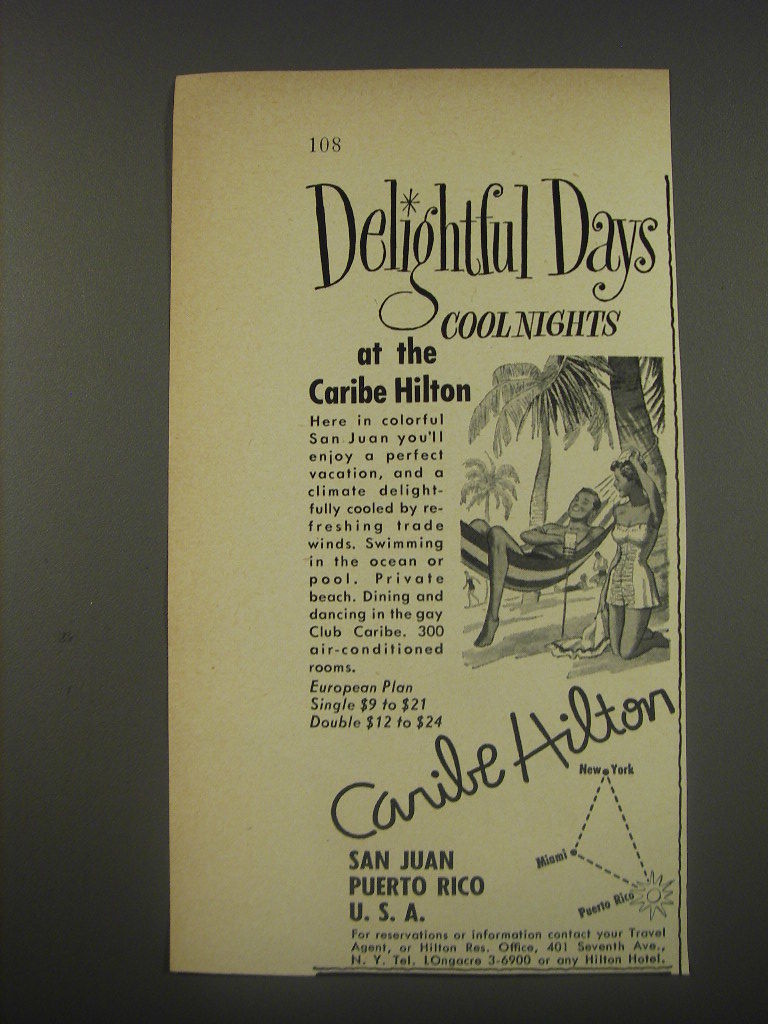 108
Delightful Days
COOL NIGHTS
at the
Caribe Hilton
Here in colorful
San Juan you'll
enjoy a perfect
vacation, and a
climate delight-
fully cooled by re-
freshing trade
winds. Swimming
in the ocean or
pool. Private
beach. Dining and
dancing in the gay
Club Caribe. 300
air-conditioned
rooms.
European Plan
Single $9 to $21
Double $12 to $24
Caribe Hilton
New York
Miami
Puerto Rico
SAN JUAN
PUERTO RICO
U. S. A.
For reservations or information contact your Travel
Agent, or Hilton Res. Office, 401 Seventh Ave.,
N. Y. Tel. LOngacre 3-6900 or any Hilton Hotel.